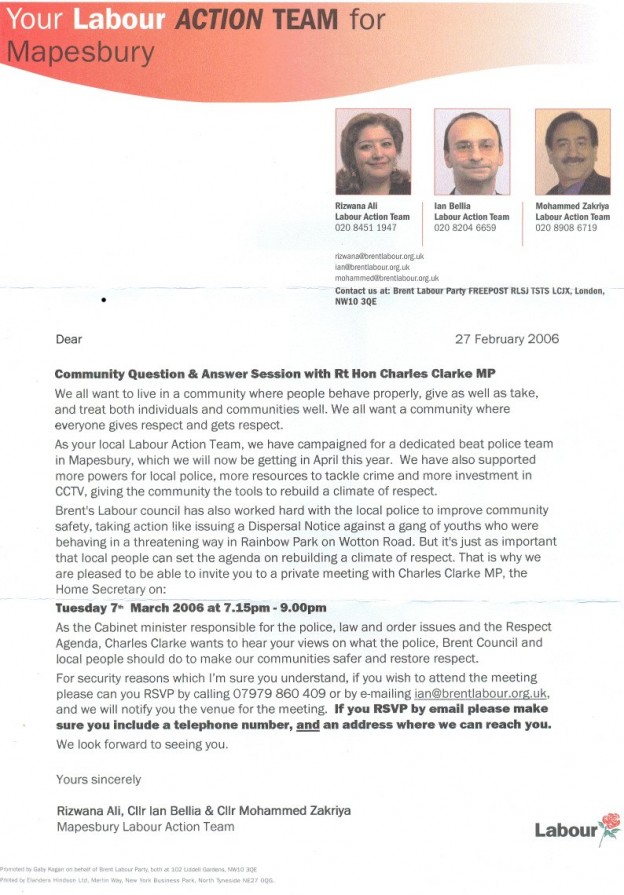 Your Labour ACTION TEAM for
Mapesbury
Rizwana Ali
Labour Action Team
020 8451 1947
Ian Bellia
Labour Action Team
020 8204 6659
Mohammed Zakriya
Labour Action Team
020 8908 6719
rizwana@brentlabour.org.uk
ian@brentlabour.org.uk
mohammed@brentlabour.org.uk
Contact us at: Brent Labour Party FREEPOST RLSJ TSTS LCJX, London,
NW10 3QE
Dear
27 February 2006
Community Question & Answer Session with Rt Hon Charles Clarke MP
We all want to live in a community where people behave properly, give as well as take,
and treat both individuals and communities well. We all want a community where
everyone gives respect and gets respect.
As your local Labour Action Team, we have campaigned for a dedicated beat police team
in Mapesbury, which we will now be getting in April this year. We have also supported
more powers for local police, more resources to tackle crime and more investment in
CCTV, giving the community the tools to rebuild a climate of respect.
Brent's Labour council has also worked hard with the local police to improve community
safety, taking action like issuing a Dispersal Notice against a gang of youths who were
behaving in a threatening way in Rainbow Park on Wotton Road. But it's just as important
that local people can set the agenda on rebuilding a climate of respect. That is why we
are pleased to be able to invite you to a private meeting with Charles Clarke MP, the
Home Secretary on:
Tuesday 7th March 2006 at 7.15pm - 9.00pm
As the Cabinet minister responsible for the police, law and order issues and the Respect
Agenda, Charles Clarke wants to hear your views on what the police, Brent Council and
local people should do to make our communities safer and restore respect.
For security reasons which I'm sure you understand, if you wish to attend the meeting
please can you RSVP by calling 07979 860 409 or by e-mailing ian@brentlabour.org.uk,
and we will notify you the venue for the meeting. If you RSVP by email please make
sure you include a telephone number, and an address where we can reach you.
We look forward to seeing you.
Yours sincerely
Rizwana Ali, Cllr Ian Bellia & Cllr Mohammed Zakriya
Mapesbury Labour Action Team
Labour
Promoted by Gaby Kagan on behalf of Brent Labour Party, both at 102 Liddell Gardens, NW10 3QE
Printed by Elanders Hindson Ltd, Merlin Way, New York Business Park, North Tyneside NE27 0QG.